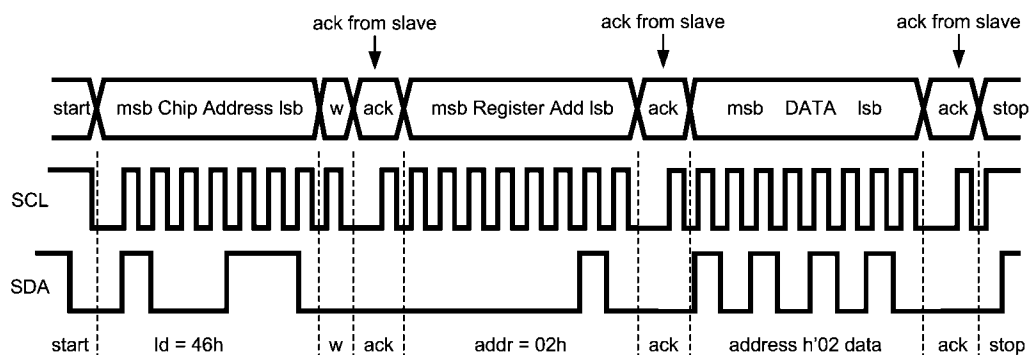 ack from slave ack from slave ack from slave
start msb Chip Address lsb w ack msb Register Add lsb ack msb DATA lsb ack stop
SCL
SDA
start Id = 46h w ack addr = 02h ack address h'02 data ack stop